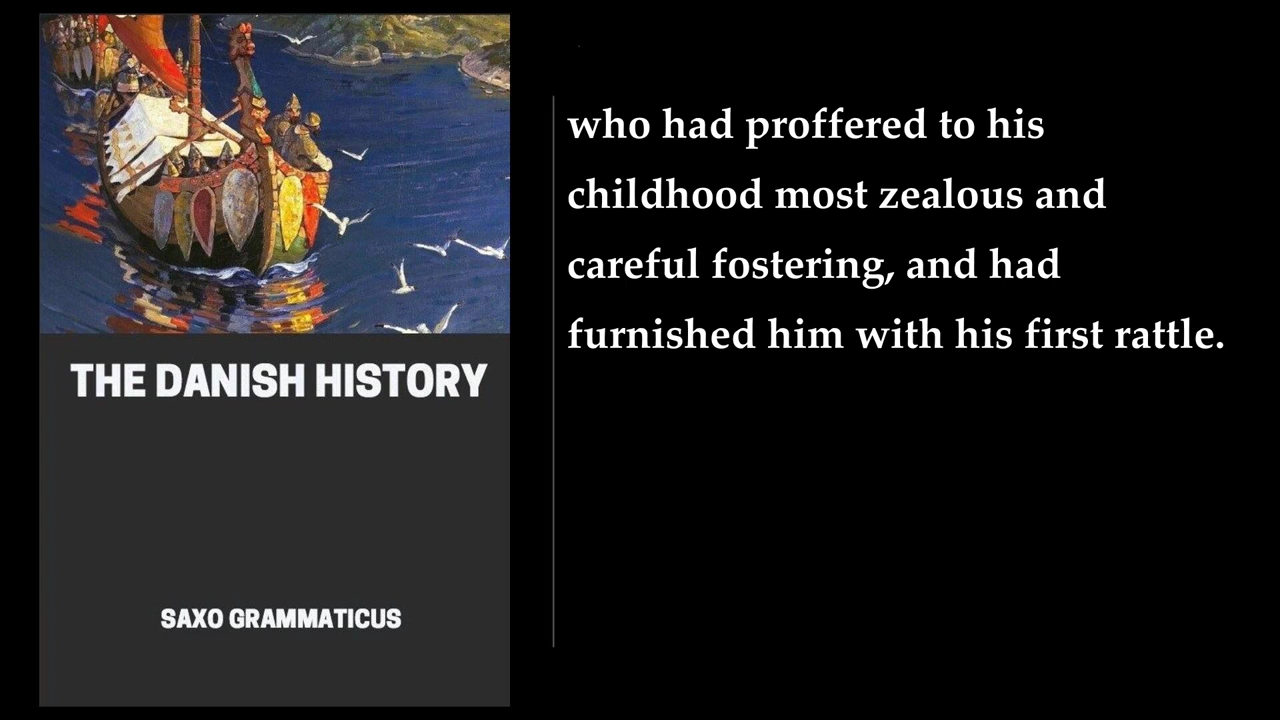 THE DANISH HISTORY
SAXO GRAMMATICUS
who had proffered to his
childhood most zealous and
careful fostering, and had
furnished him with his first rattle.